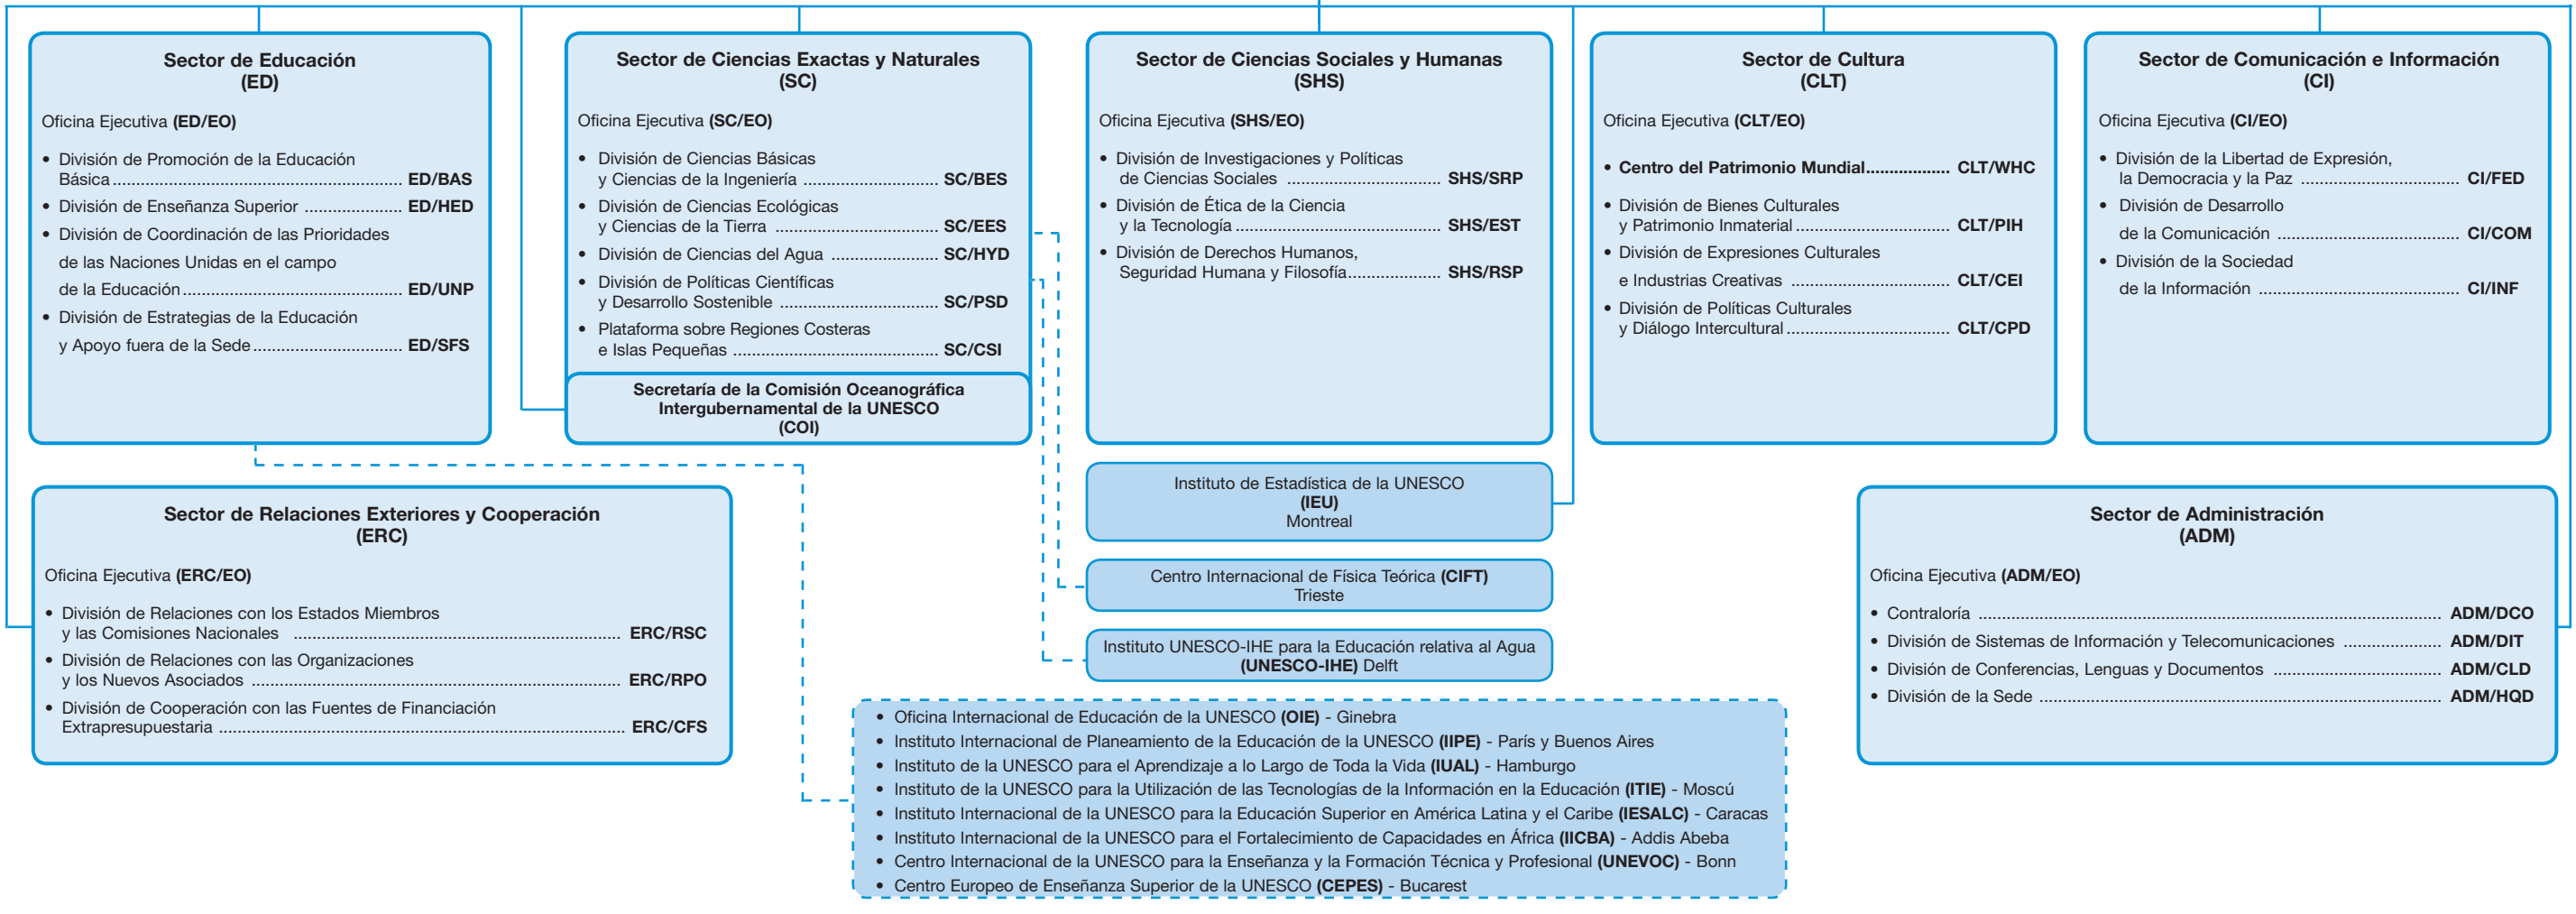 Sector de Educación
(ED)
Oficina Ejecutiva (ED/EO)
• División de Promoción de la Educación
Básica .............................................................. ED/BAS
• División de Enseñanza Superior ..................... ED/HED
• División de Coordinación de las Prioridades
de las Naciones Unidas en el campo
de la Educación ............................................... ED/UNP
• División de Estrategias de la Educación
y Apoyo fuera de la Sede ................................ ED/SFS
Sector de Ciencias Exactas y Naturales
(SC)
Oficina Ejecutiva (SC/EO)
• División de Ciencias Básicas
y Ciencias de la Ingeniería ............................. SC/BES
• División de Ciencias Ecológicas
y Ciencias de la Tierra ................................... SC/EES
• División de Ciencias del Agua ....................... SC/HYD
• División de Políticas Científicas
y Desarrollo Sostenible .................................. SC/PSD
• Plataforma sobre Regiones Costeras
e Islas Pequeñas ............................................ SC/CSI
Secretaría de la Comisión Oceanográfica
Intergubernamental de la UNESCO
(COI)
Sector de Ciencias Sociales y Humanas
(SHS)
Oficina Ejecutiva (SHS/EO)
• División de Investigaciones y Políticas
de Ciencias Sociales ................................. SHS/SRP
• División de Ética de la Ciencia
y la Tecnología ............................................ SHS/EST
• División de Derechos Humanos,
Seguridad Humana y Filosofía.................... SHS/RSP
Sector de Cultura
(CLT)
Oficina Ejecutiva (CLT/EO)
• Centro del Patrimonio Mundial.................. CLT/WHC
• División de Bienes Culturales
y Patrimonio Inmaterial ................................. CLT/PIH
• División de Expresiones Culturales
e Industrias Creativas .................................. CLT/CEI
• División de Políticas Culturales
y Diálogo Intercultural ................................... CLT/CPD
Sector de Comunicación e Información
(CI)
Oficina Ejecutiva (CI/EO)
• División de la Libertad de Expresión,
la Democracia y la Paz .................................. CI/FED
• División de Desarrollo
de la Comunicación ....................................... CI/COM
• División de la Sociedad
de la Información ........................................... CI/INF
Sector de Relaciones Exteriores y Cooperación
(ERC)
Oficina Ejecutiva (ERC/EO)
• División de Relaciones con los Estados Miembros
y las Comisiones Nacionales ...................................................................... ERC/RSC
• División de Relaciones con las Organizaciones
y los Nuevos Asociados ............................................................................... ERC/RPO
• División de Cooperación con las Fuentes de Financiación
Extrapresupuestaria ....................................................................................... ERC/CFS
Instituto de Estadística de la UNESCO
(IEU)
Montreal
Centro Internacional de Física Teórica (CIFT)
Trieste
Instituto UNESCO-IHE para la Educación relativa al Agua
(UNESCO-IHE) Delft
Sector de Administración
(ADM)
Oficina Ejecutiva (ADM/EO)
• Contraloría ................................................................................................... ADM/DCO
• División de Sistemas de Información y Telecomunicaciones ..................... ADM/DIT
• División de Conferencias, Lenguas y Documentos .................................... ADM/CLD
• División de la Sede ...................................................................................... ADM/HQD
• Oficina Internacional de Educación de la UNESCO (OIE) - Ginebra
• Instituto Internacional de Planeamiento de la Educación de la UNESCO (IIPE) - París y Buenos Aires
• Instituto de la UNESCO para el Aprendizaje a lo Largo de Toda la Vida (IUAL) - Hamburgo
• Instituto de la UNESCO para la Utilización de las Tecnologías de la Información en la Educación (ITIE) - Moscú
• Instituto Internacional de la UNESCO para la Educación Superior en América Latina y el Caribe (IESALC) - Caracas
• Instituto Internacional de la UNESCO para el Fortalecimiento de Capacidades en África (IICBA) - Addis Abeba
• Centro Internacional de la UNESCO para la Enseñanza y la Formación Técnica y Profesional (UNEVOC) - Bonn
• Centro Europeo de Enseñanza Superior de la UNESCO (CEPES) - Bucarest